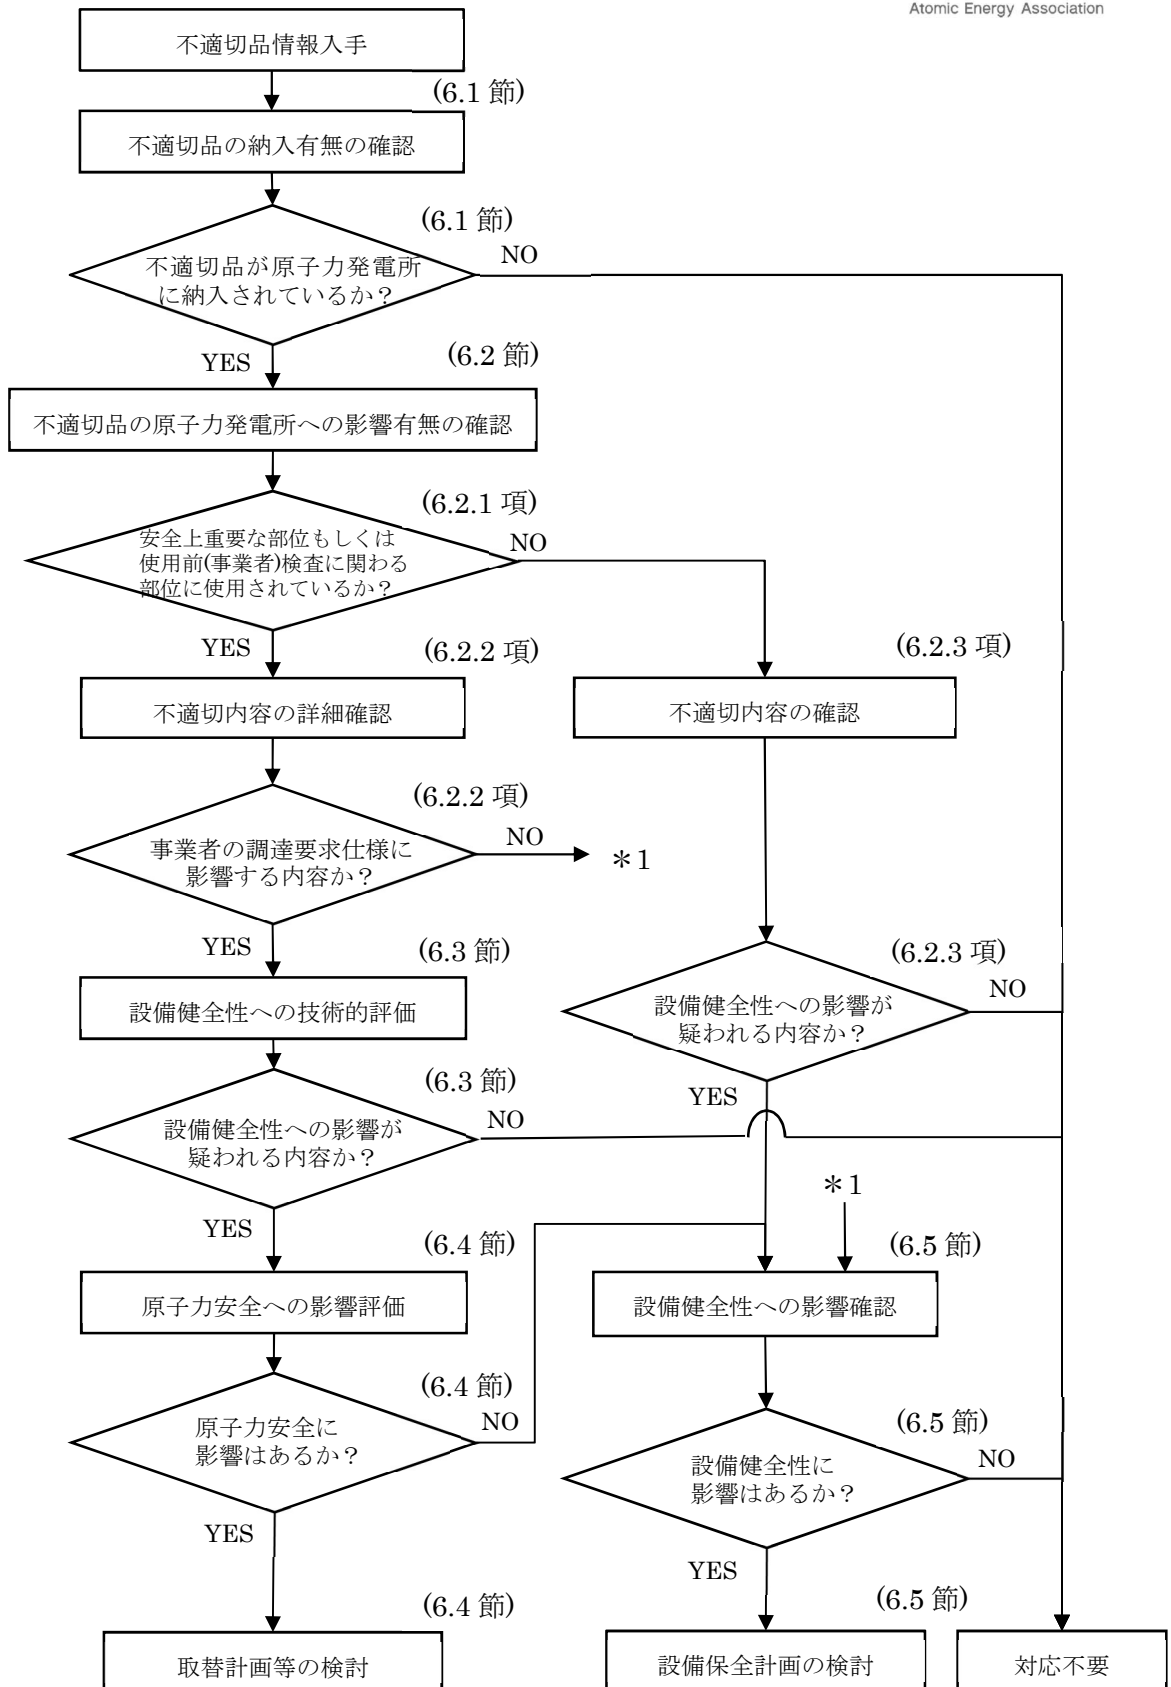 Atomic Energy Association
不適切品情報入手
(6.1 節)
不適切品の納入有無の確認
(6.1 節)
不適切品が原子力発電所
に納入されているか？
NO
YES
(6.2 節)
不適切品の原子力発電所への影響有無の確認
(6.2.1 項)
安全上重要な部位もしくは
使用前(事業者)検査に関わる
部位に使用されているか？
NO
YES
(6.2.2 項)
(6.2.3 項)
不適切内容の詳細確認
不適切内容の確認
(6.2.2 項)
事業者の調達要求仕様に
影響する内容か？
NO
＊1
YES
(6.3 節)
(6.2.3 項)
設備健全性への技術的評価
設備健全性への影響が
疑われる内容か？
NO
YES
(6.3 節)
設備健全性への影響が
疑われる内容か？
NO
YES
＊1
(6.4 節)
(6.5 節)
原子力安全への影響評価
設備健全性への影響確認
(6.4 節)
原子力安全に
影響はあるか？
NO
(6.5 節)
設備健全性に
影響はあるか？
NO
YES
YES
(6.4 節)
(6.5 節)
取替計画等の検討
設備保全計画の検討
対応不要